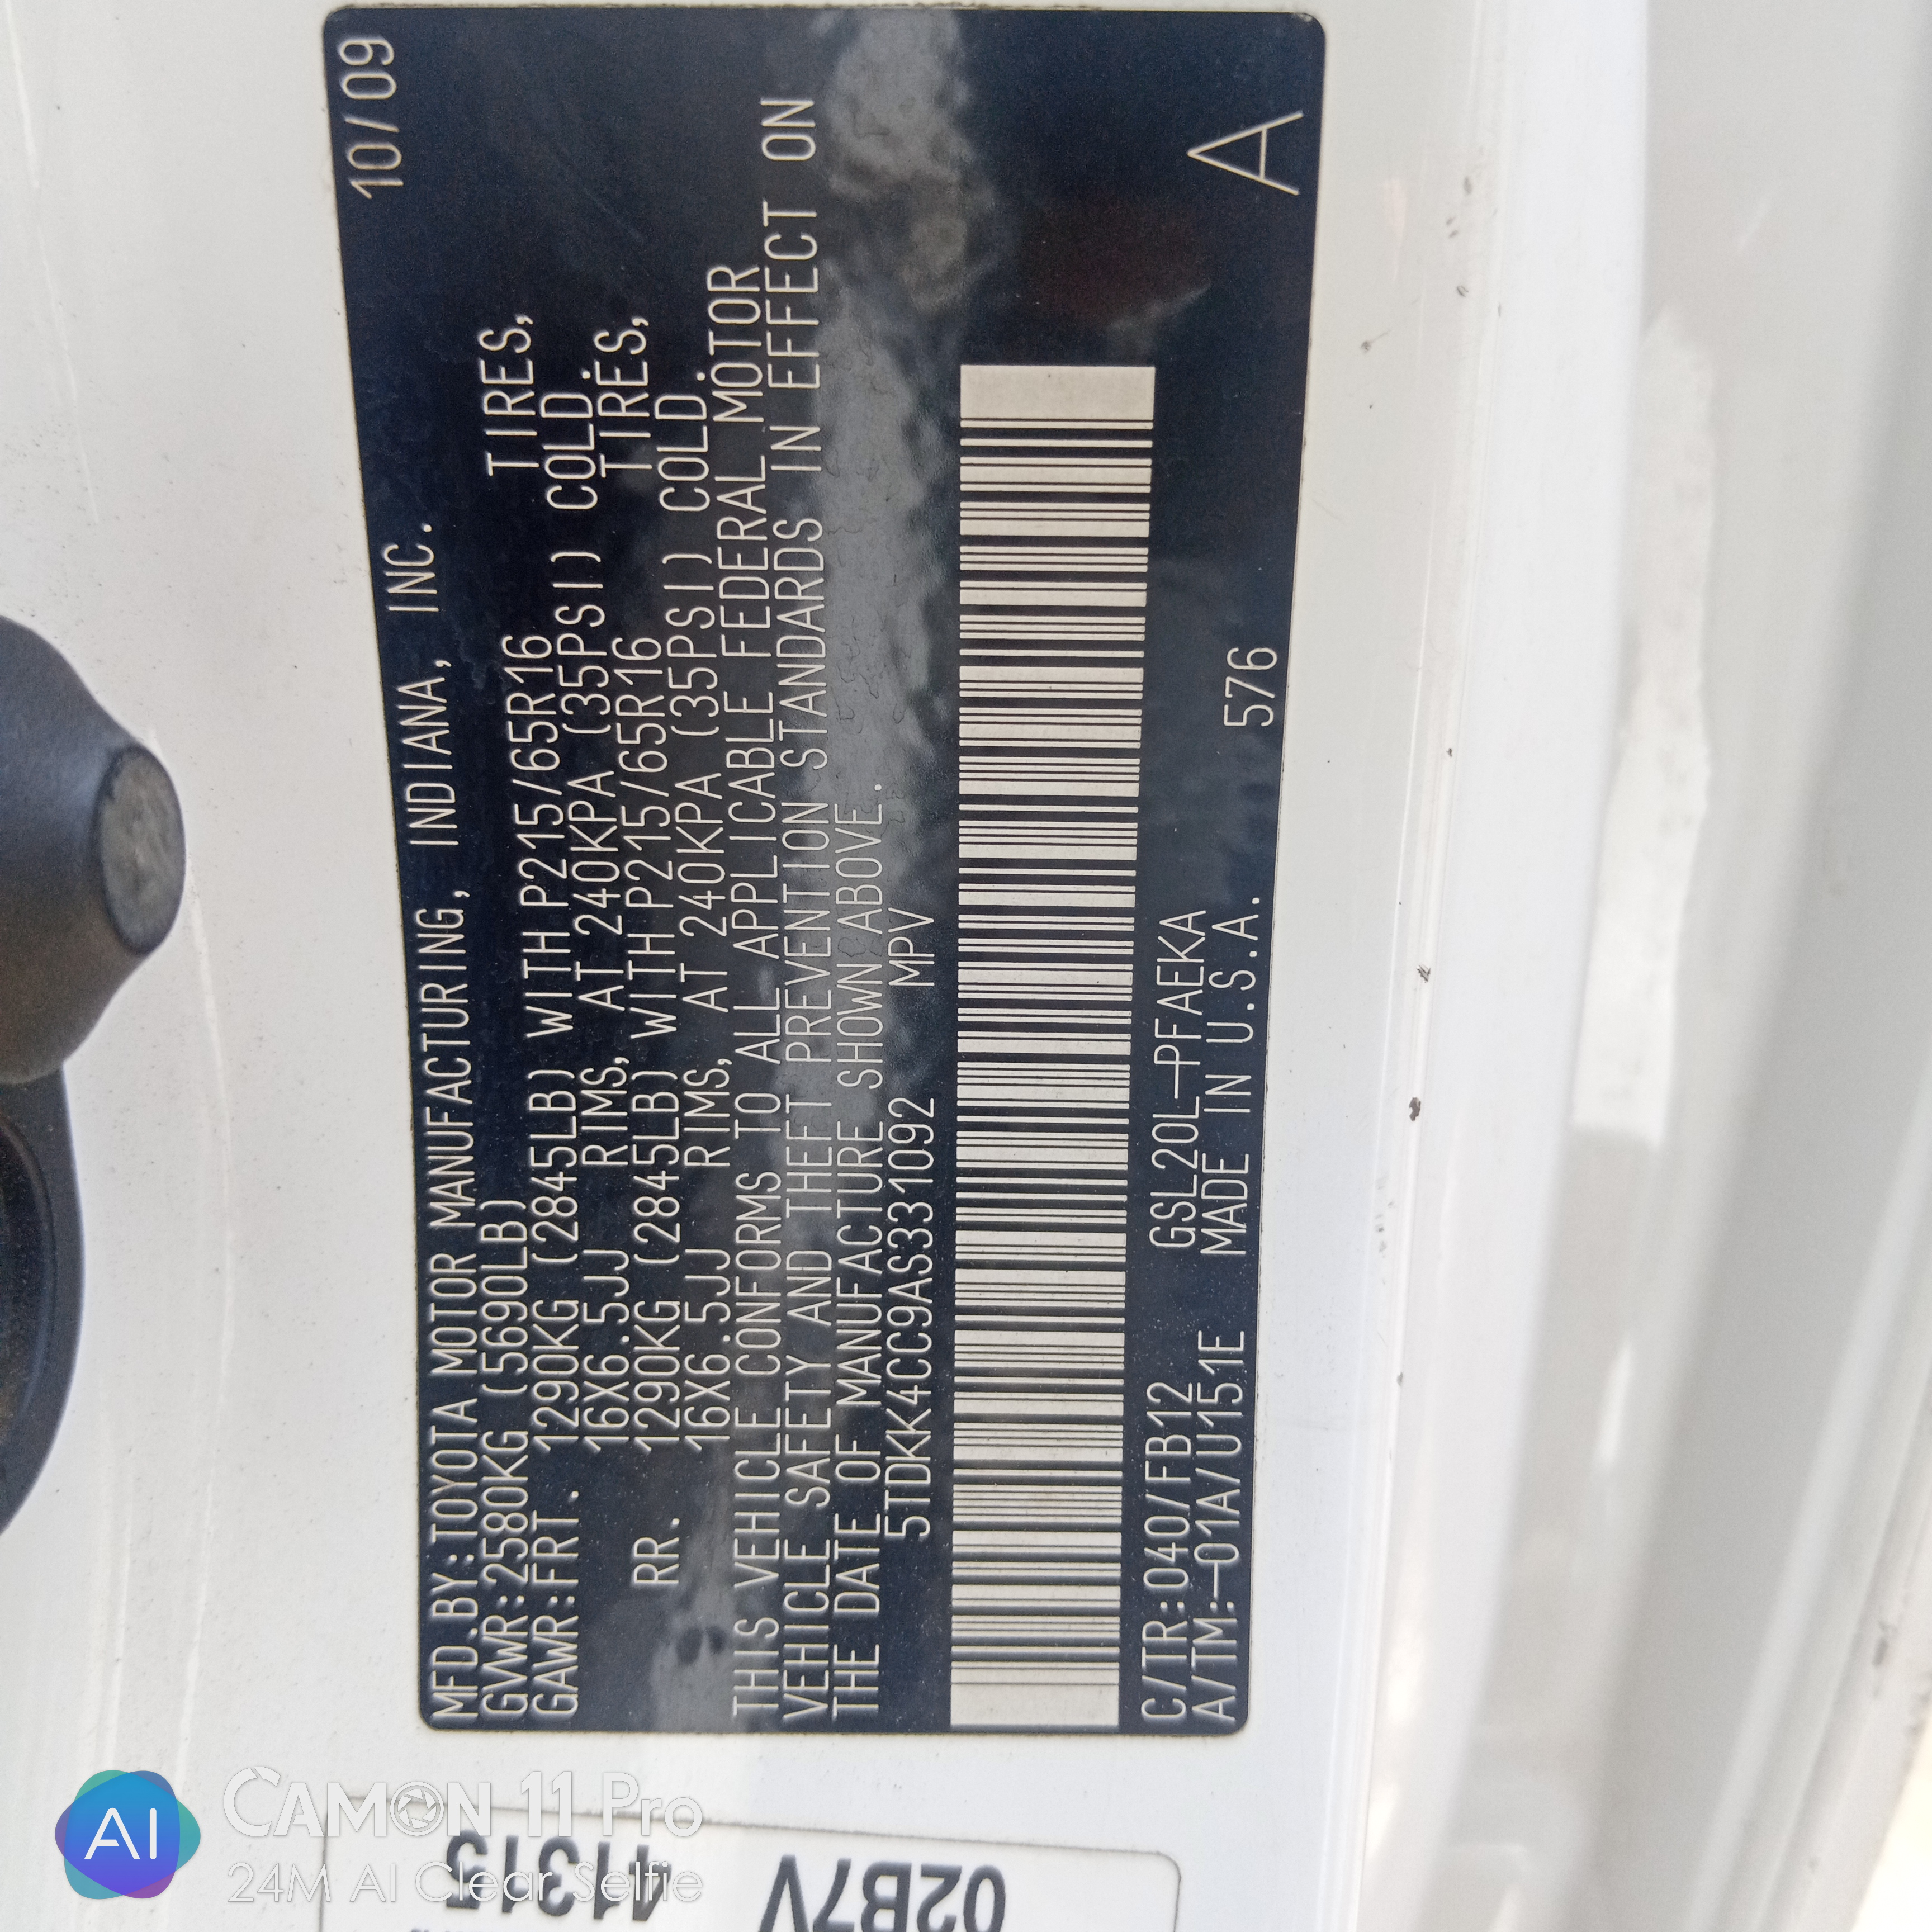 10/09
MFD.BY:TOYOTA MOTOR MANUFACTURING, INDIANA, INC.
GVWR:2580KG (5690LB)
GAWR:FRT. 1290KG (2845LB) WITH P215/65R16 TIRES,
16X6.5JJ RIMS, AT 240KPA (35PSI) COLD.
RR. 1290KG (2845LB) WITH P215/65R16 TIRES,
16X6.5JJ RIMS, AT 240KPA (35PSI) COLD.
THIS VEHICLE CONFORMS TO ALL APPLICABLE FEDERAL MOTOR
VEHICLE SAFETY AND THEFT PREVENTION STANDARDS IN EFFECT ON
THE DATE OF MANUFACTURE SHOWN ABOVE.
5TDKK4CC9AS331092 MPV
C/TR:040/FB12 GSL20L-PFAEKA
A/TM:-01A/U151E MADE IN U.S.A. 576
A
02B7V
41315
AI CAMON 11 Pro
24M AI Clear Selfie